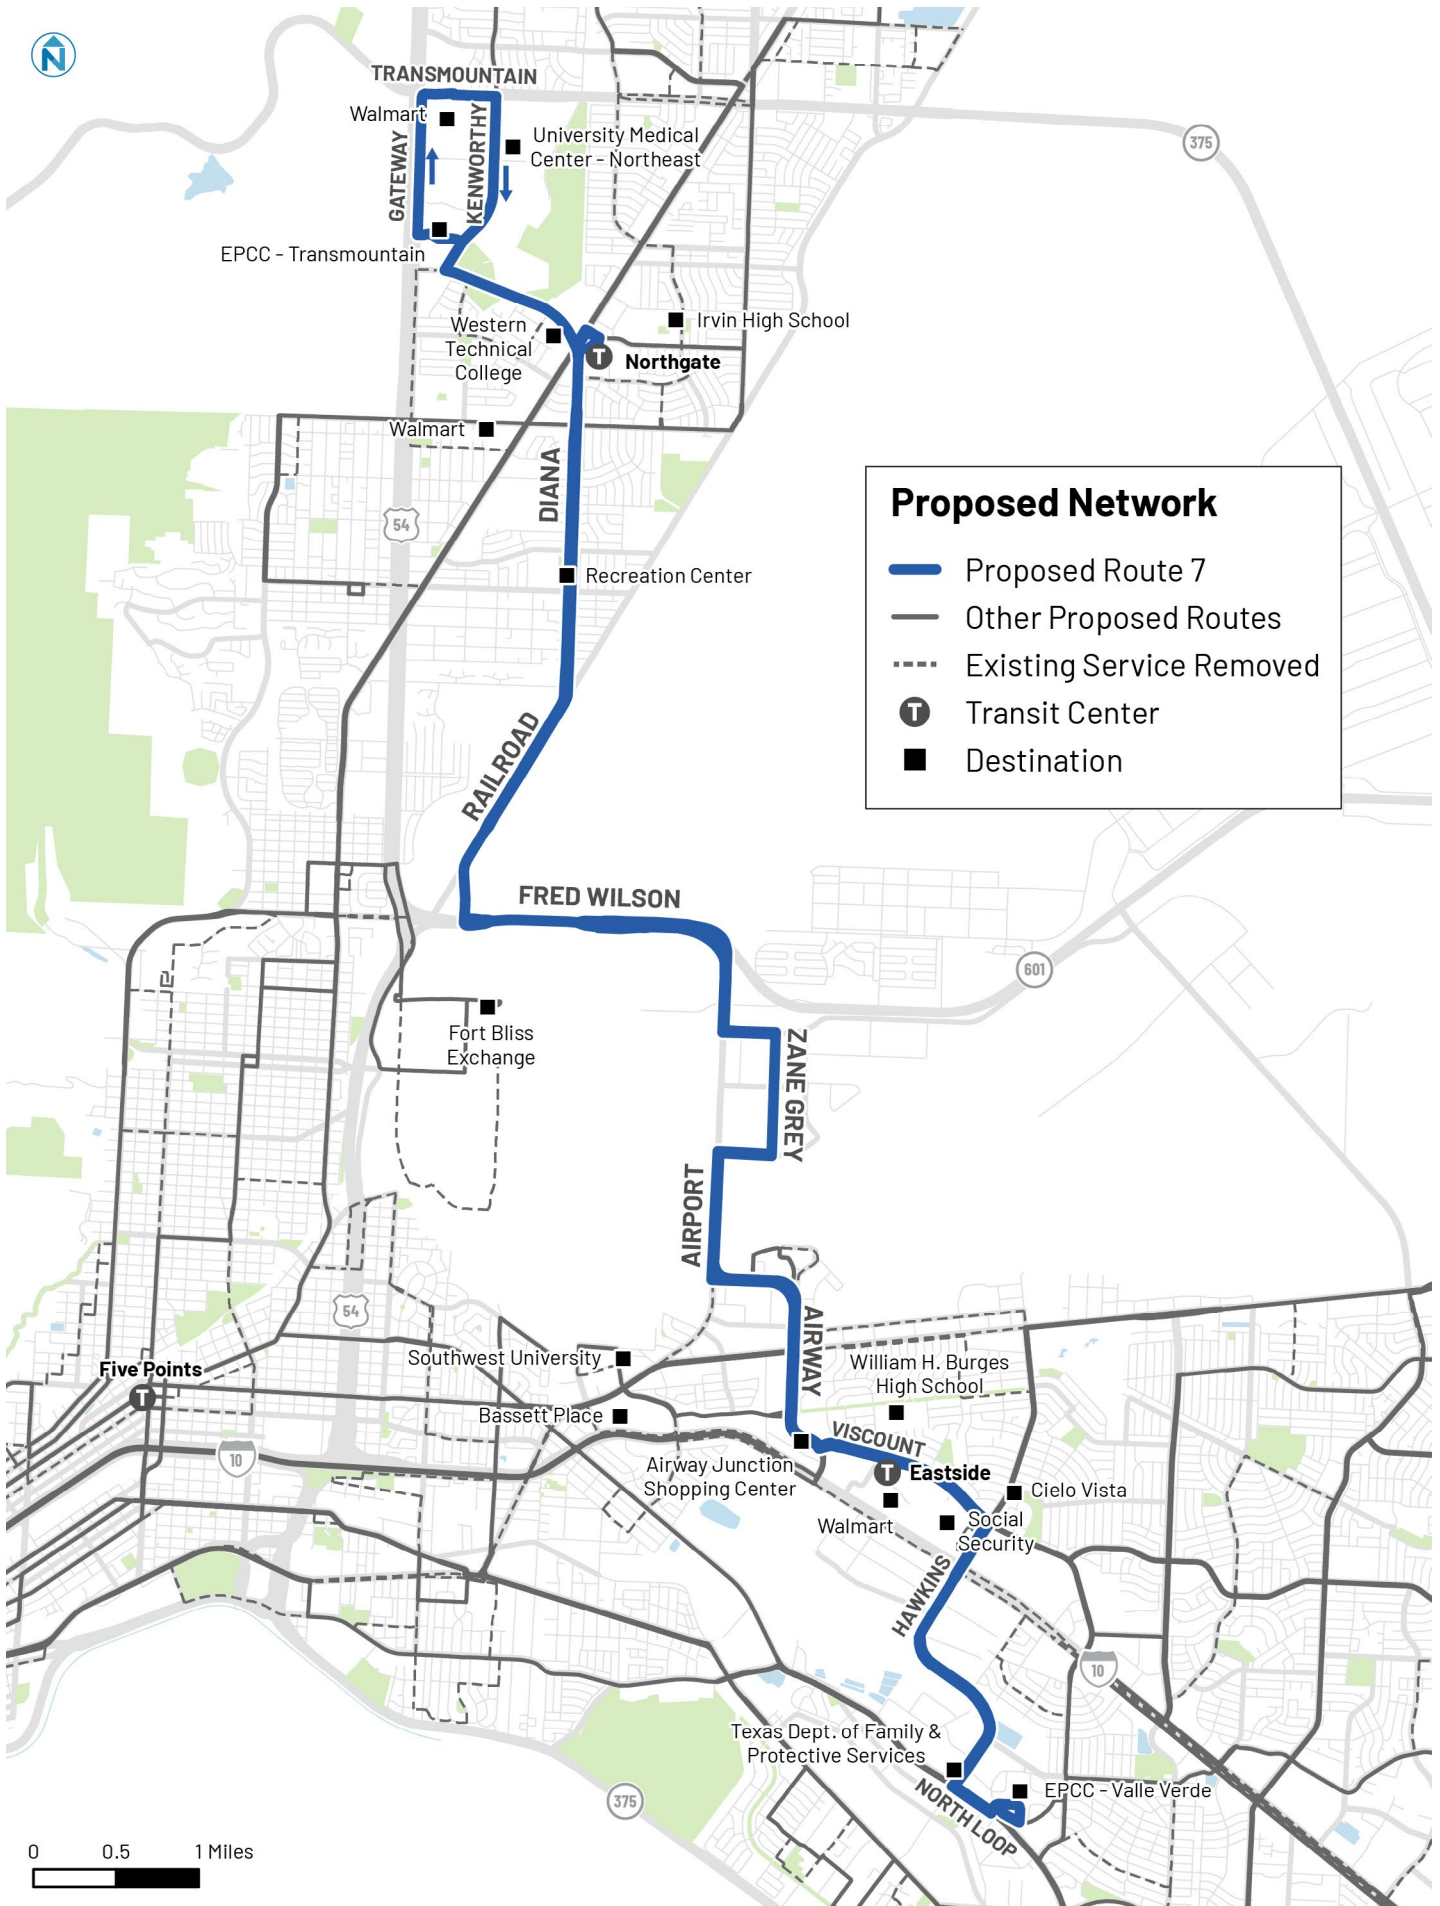 N
TRANSMOUNTAIN
Walmart
GATEWAY
KENWORTHY
University Medical
Center - Northeast
375
EPCC - Transmountain
Western
Technical
College
Irvin High School
T
Northgate
Walmart
DIANA
54
Recreation Center
Proposed Network
Proposed Route 7
Other Proposed Routes
Existing Service Removed
T
Transit Center
Destination
RAILROAD
FRED WILSON
601
Fort Bliss
Exchange
ZANE GREY
AIRPORT
54
AIRWAY
Southwest University
William H. Burges
High School
Five Points
T
Bassett Place
VISCOUNT
10
Airway Junction
Shopping Center
T
Eastside
Cielo Vista
Walmart
Social
Security
HAWKINS
10
Texas Dept. of Family &
Protective Services
EPCC - Valle Verde
NORTH LOOP
375
0 0.5 1 Miles